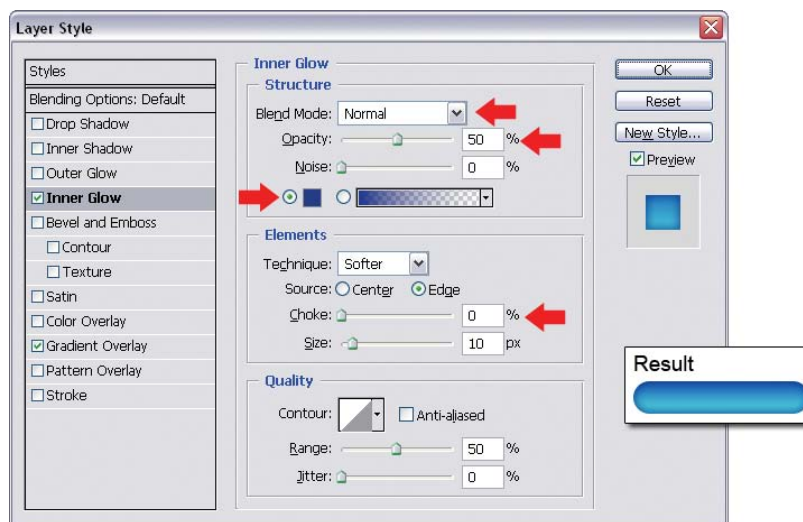 Layer Style
Styles
Blending Options: Default
Drop Shadow
Inner Shadow
Outer Glow
Inner Glow
Bevel and Emboss
Contour
Texture
Satin
Color Overlay
Gradient Overlay
Pattern Overlay
Stroke
Inner Glow
Structure
Blend Mode: Normal
Opacity: 50 %
Noise: 0 %
Elements
Technique: Softer
Source: Center Edge
Choke: 0 %
Size: 10 px
Quality
Contour: Anti-aliased
Range: 50 %
Jitter: 0 %
OK
Reset
New Style...
Preview
Result